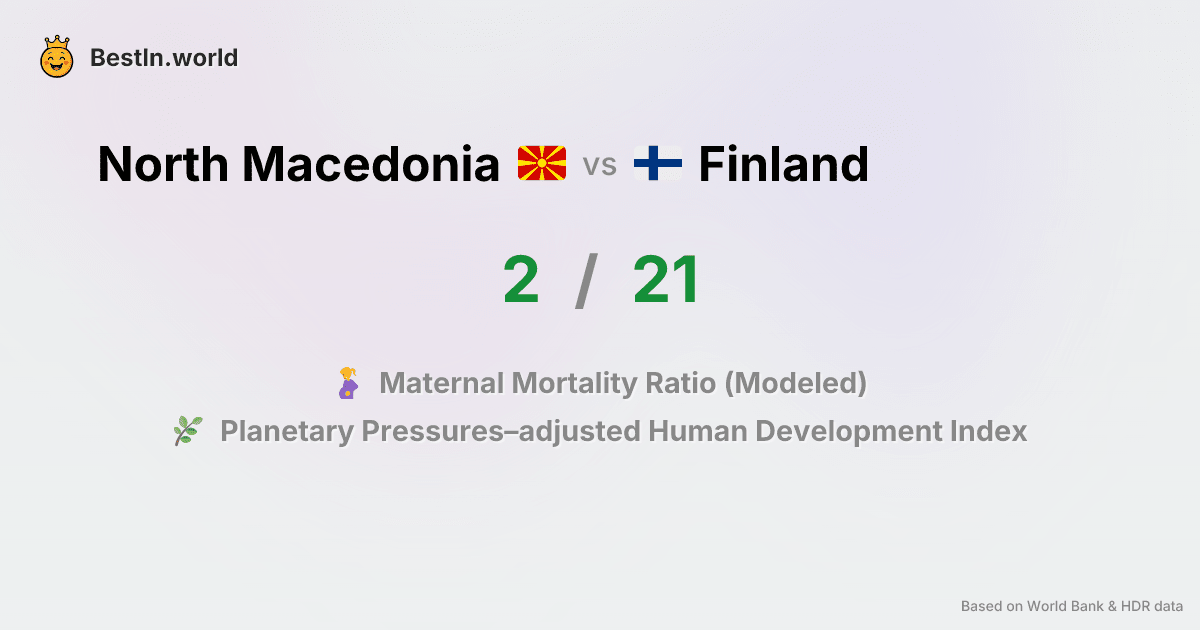 BestIn.world
North Macedonia vs Finland
2 / 21
Maternal Mortality Ratio (Modeled)
Planetary Pressures–adjusted Human Development Index
Based on World Bank & HDR data